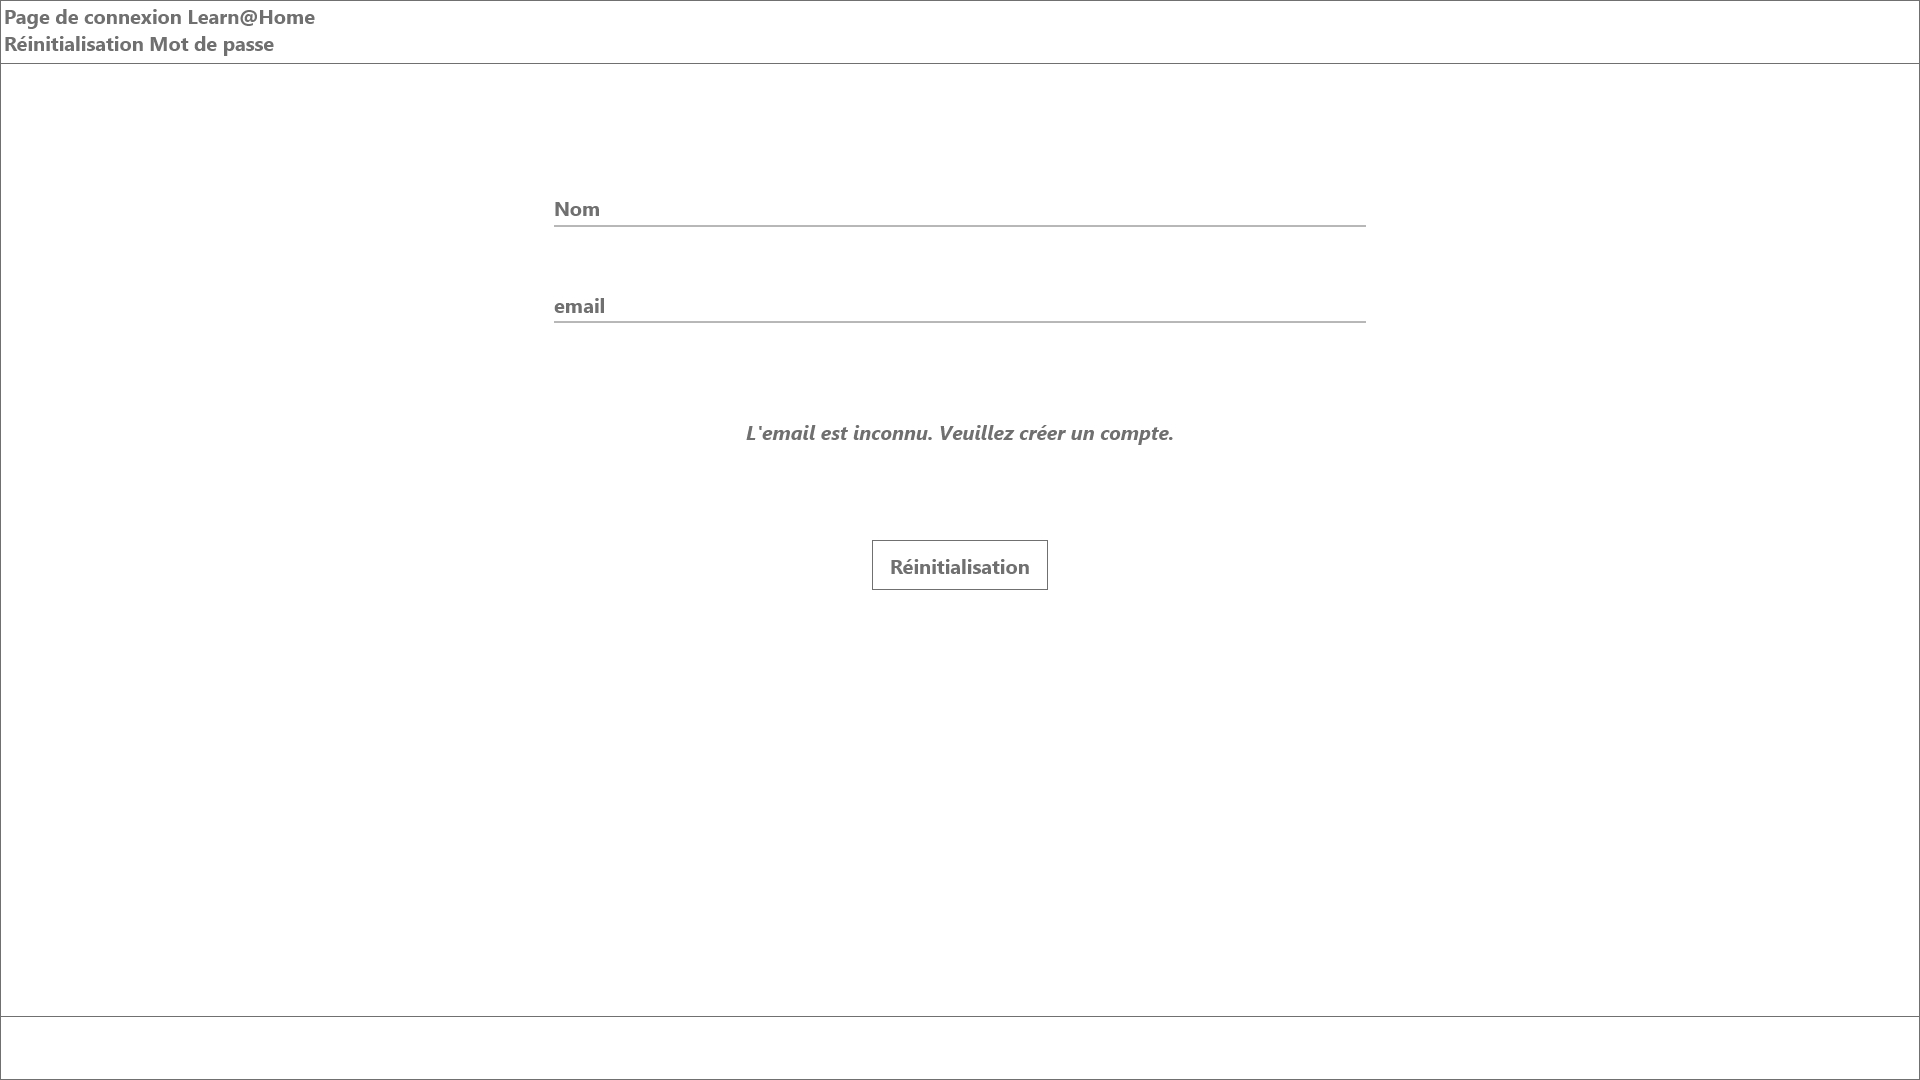 Page de connexion Learn@Home
Réinitialisation Mot de passe
Nom
email
L'email est inconnu. Veuillez créer un compte.
Réinitialisation